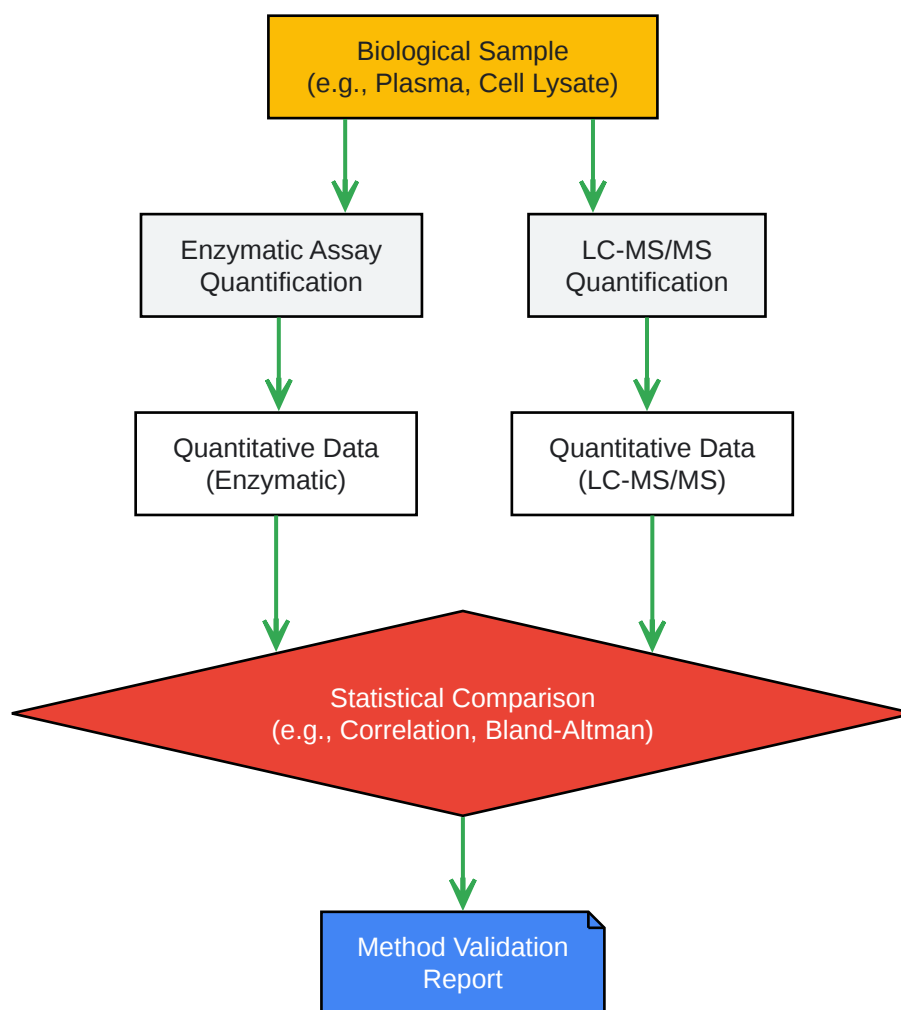 Biological Sample
(e.g., Plasma, Cell Lysate)
Enzymatic Assay
Quantification
LC-MS/MS
Quantification
Quantitative Data
(Enzymatic)
Quantitative Data
(LC-MS/MS)
Statistical Comparison
(e.g., Correlation, Bland-Altman)
Method Validation
Report